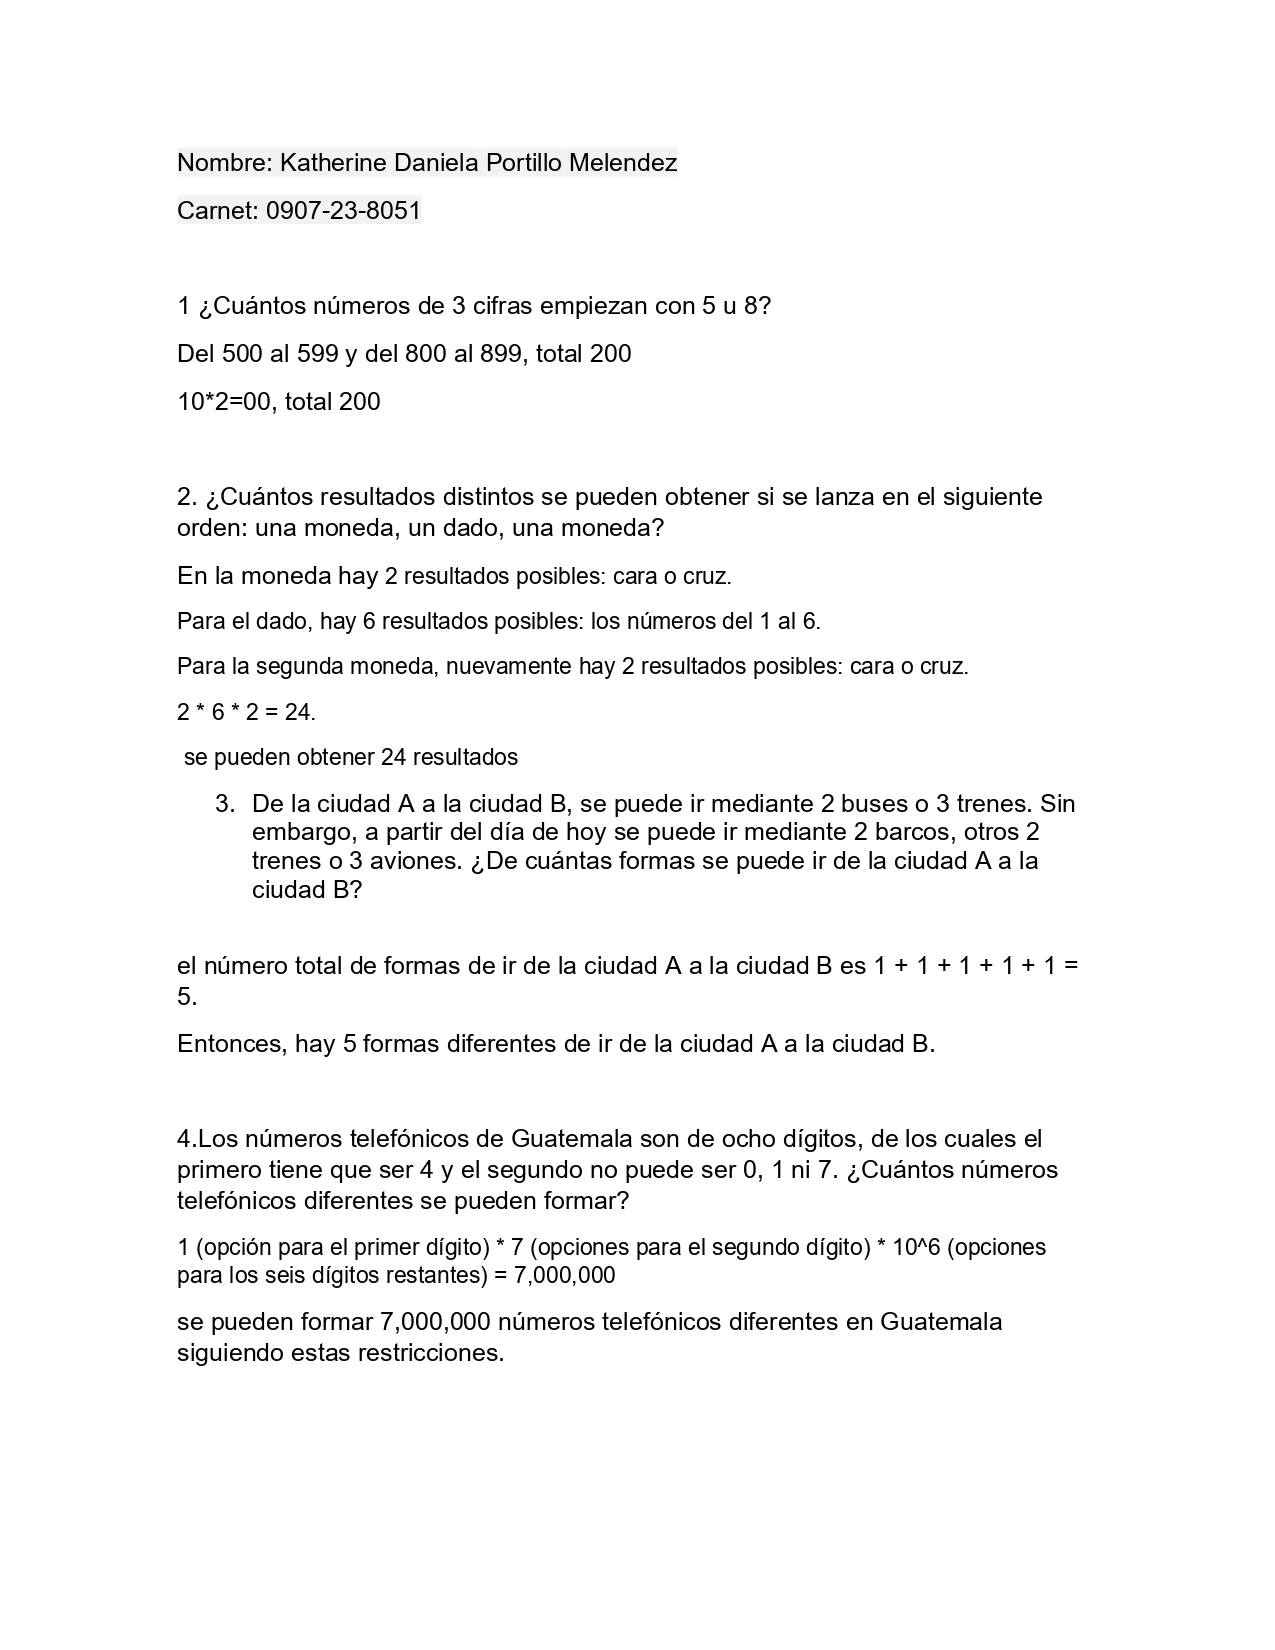 Nombre: Katherine Daniela Portillo Melendez
Carnet: 0907-23-8051
1 ¿Cuántos números de 3 cifras empiezan con 5 u 8?
Del 500 al 599 y del 800 al 899, total 200
10*2=00, total 200
2. ¿Cuántos resultados distintos se pueden obtener si se lanza en el siguiente
orden: una moneda, un dado, una moneda?
En la moneda hay 2 resultados posibles: cara o cruz.
Para el dado, hay 6 resultados posibles: los números del 1 al 6.
Para la segunda moneda, nuevamente hay 2 resultados posibles: cara o cruz.
2 * 6 * 2 = 24.
se pueden obtener 24 resultados
3. De la ciudad A a la ciudad B, se puede ir mediante 2 buses o 3 trenes. Sin
embargo, a partir del día de hoy se puede ir mediante 2 barcos, otros 2
trenes o 3 aviones. ¿De cuántas formas se puede ir de la ciudad A a la
ciudad B?
el número total de formas de ir de la ciudad A a la ciudad B es 1 + 1 + 1 + 1 + 1 =
5.
Entonces, hay 5 formas diferentes de ir de la ciudad A a la ciudad B.
4.Los números telefónicos de Guatemala son de ocho dígitos, de los cuales el
primero tiene que ser 4 y el segundo no puede ser 0, 1 ni 7. ¿Cuántos números
telefónicos diferentes se pueden formar?
1 (opción para el primer dígito) * 7 (opciones para el segundo dígito) * 10^6 (opciones
para los seis dígitos restantes) = 7,000,000
se pueden formar 7,000,000 números telefónicos diferentes en Guatemala
siguiendo estas restricciones.